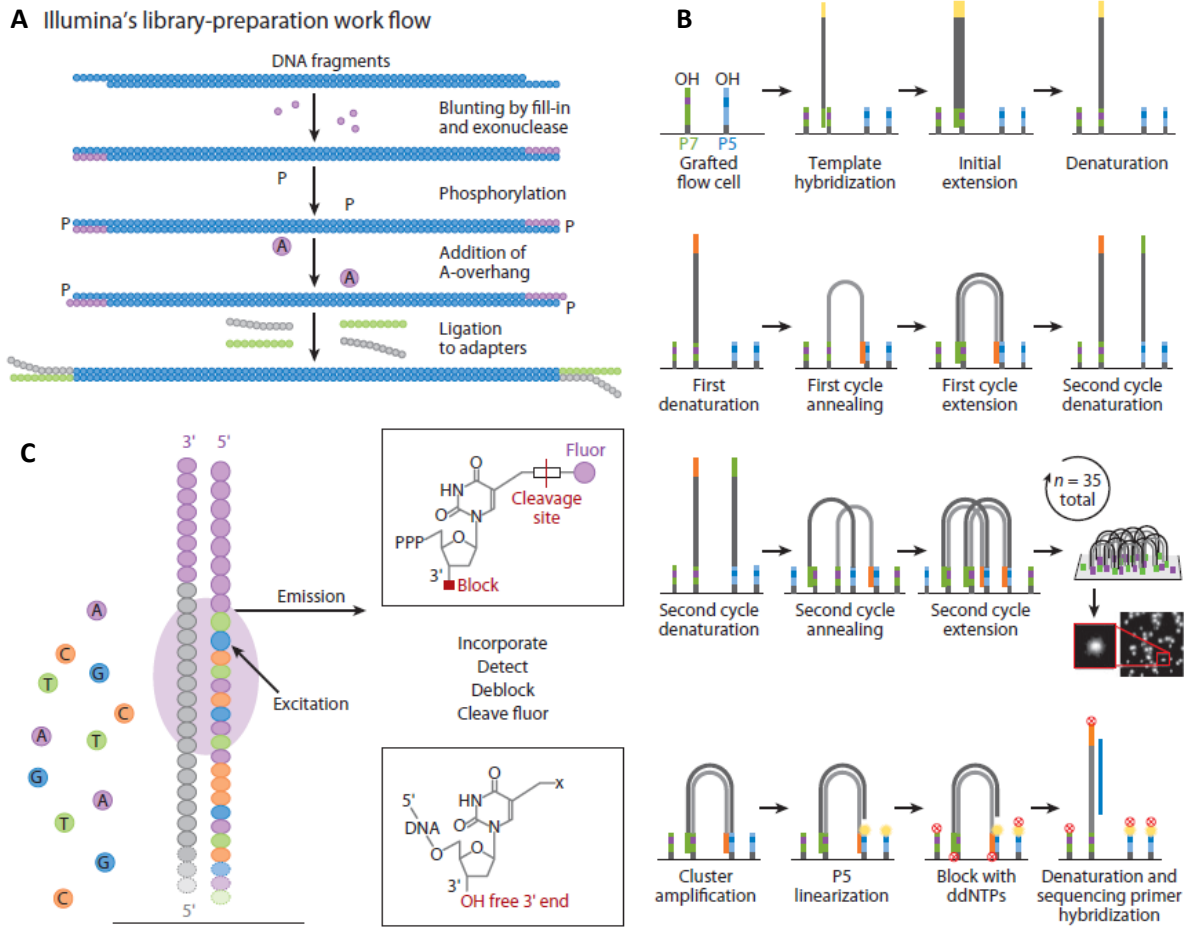 A Illumina's library-preparation work flow
DNA fragments
Blunting by fill-in
and exonuclease
P
P
Phosphorylation
P
P
A
Addition of
A-overhang
A
P
P
Ligation
to adapters
B
OH OH
P7 P5
Grafted
flow cell
Template
hybridization
Initial
extension
Denaturation
First
denaturation
First cycle
annealing
First cycle
extension
Second cycle
denaturation
Second cycle
denaturation
Second cycle
annealing
Second cycle
extension
n = 35
total
Cluster
amplification
P5
linearization
Block with
ddNTPs
Denaturation and
sequencing primer
hybridization
C
3' 5'
A
C
G
T
C
A
T
G
A
T
G
C
5'
Emission
Excitation
O
HN
O
N
Fluor
Cleavage
site
PPP
O
3'
Block
Incorporate
Detect
Deblock
Cleave fluor
O
HN
O
N
x
5'
DNA
O
O
3'
OH free 3' end